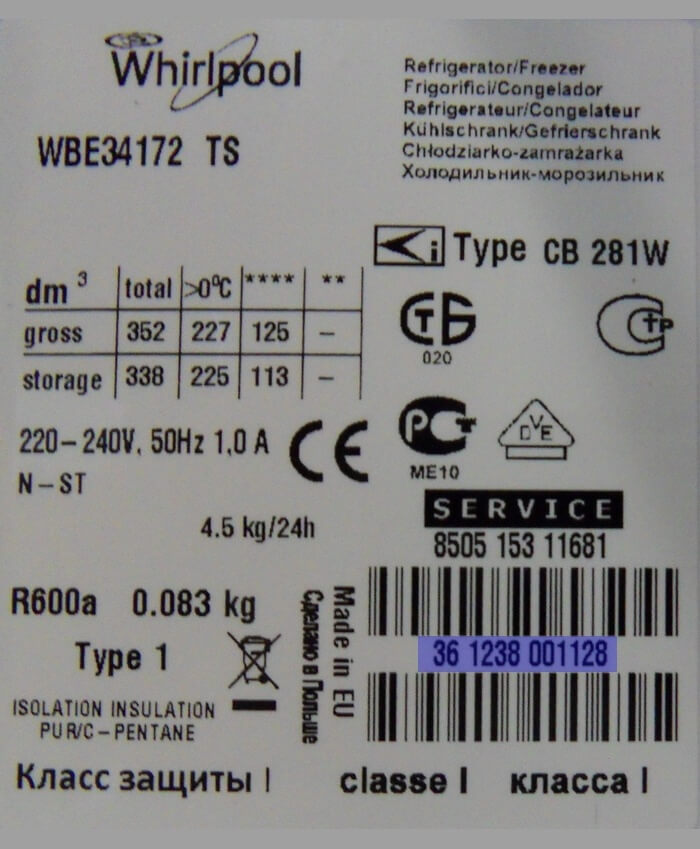 Whirlpool
WBE34172 TS
Refrigerator/Freezer
Frigorifici/Congelador
Refrigerateur/Congelateur
Kühlschrank/Gefrierschrank
Chłodziarko-zamrażarka
Холодильник-морозильник
i Type CB 281W
dm³ total >0°C **** **
gross 352 227 125 –
storage 338 225 113 –
020
220–240V, 50Hz 1,0 A
CE
N–ST
ME10
DVE
4.5 kg/24h
SERVICE
8505 153 11681
R600a 0.083 kg
Type 1
Made in EU
Сделано в Польше
36 1238 001128
ISOLATION INSULATION
PUR/C–PENTANE
Класс защиты I classe I класса I